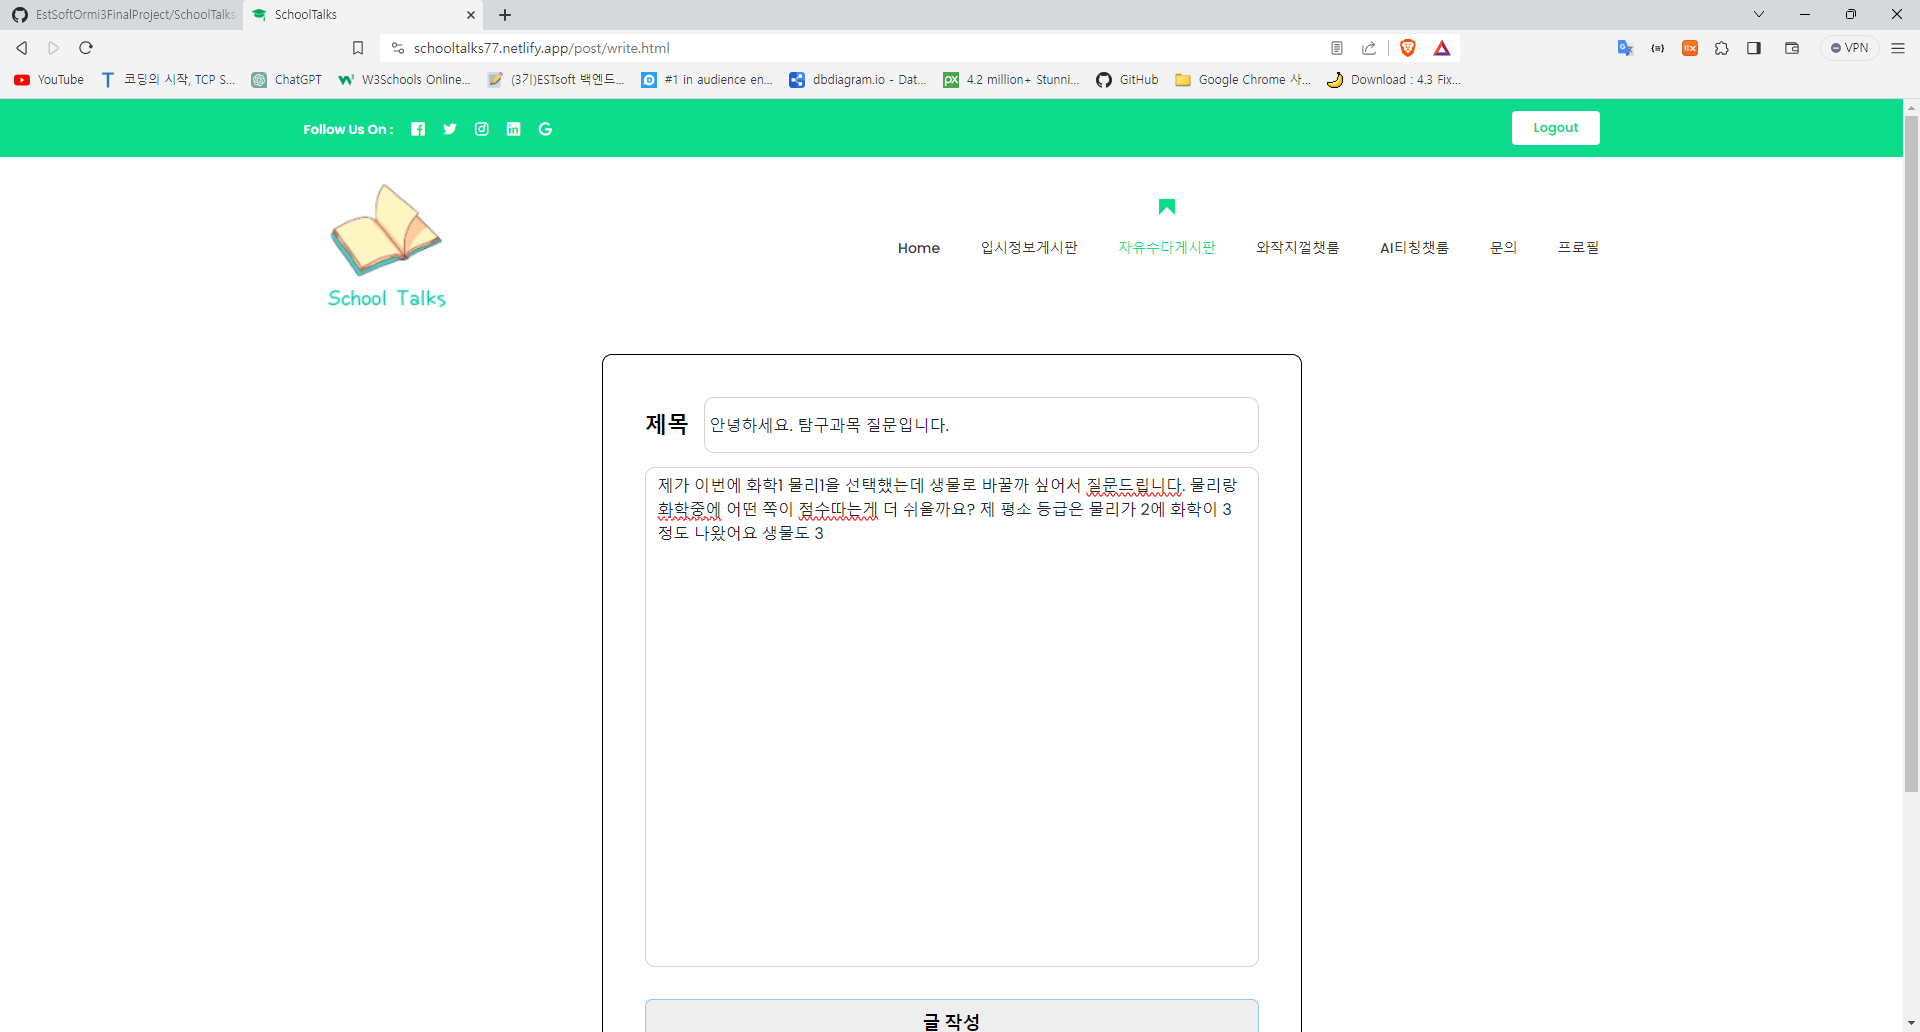 EstSoftOrmi3FinalProject/SchoolTalks
SchoolTalks
schooltalks77.netlify.app/post/write.html
VPN
YouTube
코딩의 시작, TCP S...
ChatGPT
W3Schools Online...
(3기)ESTsoft 백엔드...
#1 in audience en...
dbdiagram.io - Dat...
4.2 million+ Stunni...
GitHub
Google Chrome 사...
Download : 4.3 Fix...
Follow Us On :
Logout
School Talks
Home
입시정보게시판
자유수다게시판
와작지껄챗룸
AI티칭챗룸
문의
프로필
제목
안녕하세요. 탐구과목 질문입니다.
제가 이번에 화학1 물리1을 선택했는데 생물로 바꿀까 싶어서 질문드립니다. 물리랑
화학중에 어떤 쪽이 점수따는게 더 쉬울까요? 제 평소 등급은 물리가 2에 화학이 3
정도 나왔어요 생물도 3
글 작성